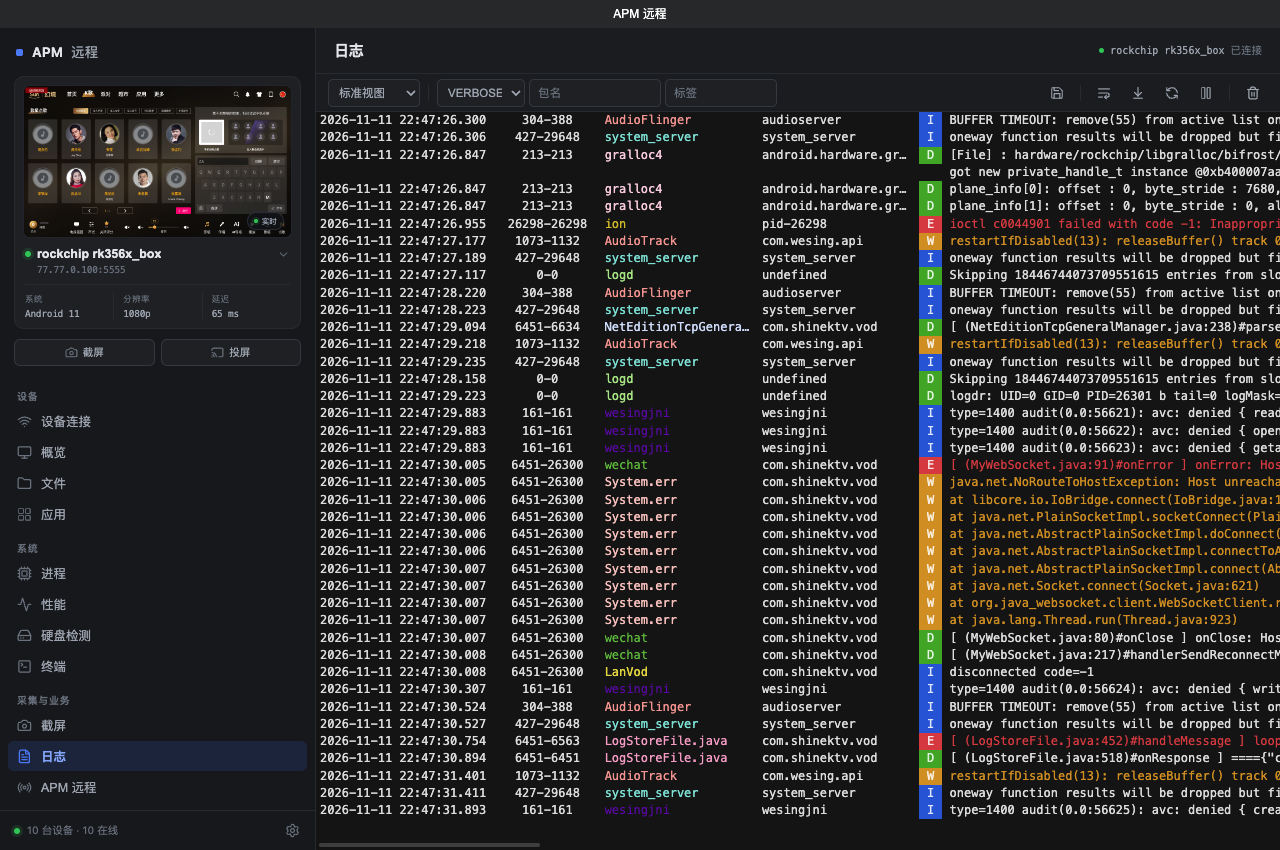 APM 远程
APM 远程
实时
rockchip rk356x_box
77.77.0.100:5555
系统 分辨率 延迟
Android 11 1080p 65 ms
截屏 投屏
设备
设备连接
概览
文件
应用
系统
进程
性能
硬盘检测
终端
采集与业务
截屏
日志
APM 远程
10 台设备 · 10 在线
日志
rockchip rk356x_box 已连接
标准视图 VERBOSE 包名 标签
2026-11-11 22:47:26.300 304-388 AudioFlinger audioserver I BUFFER TIMEOUT: remove(55) from active list on
2026-11-11 22:47:26.306 427-29648 system_server system_server I oneway function results will be dropped but fi
2026-11-11 22:47:26.847 213-213 gralloc4 android.hardware.gr… D [File] : hardware/rockchip/libgralloc/bifrost/
got new private_handle_t instance @0xb400007aa
2026-11-11 22:47:26.847 213-213 gralloc4 android.hardware.gr… D plane_info[0]: offset : 0, byte_stride : 7680,
2026-11-11 22:47:26.847 213-213 gralloc4 android.hardware.gr… D plane_info[1]: offset : 0, byte_stride : 0, al
2026-11-11 22:47:26.955 26298-26298 ion pid-26298 E ioctl c0044901 failed with code -1: Inappropri
2026-11-11 22:47:27.177 1073-1132 AudioTrack com.wesing.api W restartIfDisabled(13): releaseBuffer() track 0
2026-11-11 22:47:27.189 427-29648 system_server system_server I oneway function results will be dropped but fi
2026-11-11 22:47:27.117 0-0 logd undefined D Skipping 18446744073709551615 entries from slo
2026-11-11 22:47:28.220 304-388 AudioFlinger audioserver I BUFFER TIMEOUT: remove(55) from active list on
2026-11-11 22:47:28.223 427-29648 system_server system_server I oneway function results will be dropped but fi
2026-11-11 22:47:29.094 6451-6634 NetEditionTcpGenera… com.shinektv.vod D [ (NetEditionTcpGeneralManager.java:238)#parse
2026-11-11 22:47:29.218 1073-1132 AudioTrack com.wesing.api W restartIfDisabled(13): releaseBuffer() track 0
2026-11-11 22:47:29.235 427-29648 system_server system_server I oneway function results will be dropped but fi
2026-11-11 22:47:28.158 0-0 logd undefined D Skipping 18446744073709551615 entries from slo
2026-11-11 22:47:29.223 0-0 logd undefined D logdr: UID=0 GID=0 PID=26301 b tail=0 logMask=
2026-11-11 22:47:29.883 161-161 wesingjni wesingjni I type=1400 audit(0.0:56621): avc: denied { read
2026-11-11 22:47:29.883 161-161 wesingjni wesingjni I type=1400 audit(0.0:56622): avc: denied { open
2026-11-11 22:47:29.883 161-161 wesingjni wesingjni I type=1400 audit(0.0:56623): avc: denied { geta
2026-11-11 22:47:30.005 6451-26300 wechat com.shinektv.vod E [ (MyWebSocket.java:91)#onError ] onError: Hos
2026-11-11 22:47:30.005 6451-26300 System.err com.shinektv.vod W java.net.NoRouteToHostException: Host unreacha
2026-11-11 22:47:30.006 6451-26300 System.err com.shinektv.vod W at libcore.io.IoBridge.connect(IoBridge.java:1
2026-11-11 22:47:30.006 6451-26300 System.err com.shinektv.vod W at java.net.PlainSocketImpl.socketConnect(Plai
2026-11-11 22:47:30.006 6451-26300 System.err com.shinektv.vod W at java.net.AbstractPlainSocketImpl.doConnect(
2026-11-11 22:47:30.006 6451-26300 System.err com.shinektv.vod W at java.net.AbstractPlainSocketImpl.connectToA
2026-11-11 22:47:30.007 6451-26300 System.err com.shinektv.vod W at java.net.AbstractPlainSocketImpl.connect(Ab
2026-11-11 22:47:30.007 6451-26300 System.err com.shinektv.vod W at java.net.Socket.connect(Socket.java:621)
2026-11-11 22:47:30.007 6451-26300 System.err com.shinektv.vod W at org.java_websocket.client.WebSocketClient.r
2026-11-11 22:47:30.007 6451-26300 System.err com.shinektv.vod W at java.lang.Thread.run(Thread.java:923)
2026-11-11 22:47:30.007 6451-26300 wechat com.shinektv.vod D [ (MyWebSocket.java:80)#onClose ] onClose: Hos
2026-11-11 22:47:30.008 6451-26300 wechat com.shinektv.vod D [ (MyWebSocket.java:217)#handlerSendReconnectM
2026-11-11 22:47:30.008 6451-26300 LanVod com.shinektv.vod I disconnected code=-1
2026-11-11 22:47:30.307 161-161 wesingjni wesingjni I type=1400 audit(0.0:56624): avc: denied { writ
2026-11-11 22:47:30.524 304-388 AudioFlinger audioserver I BUFFER TIMEOUT: remove(55) from active list on
2026-11-11 22:47:30.527 427-29648 system_server system_server I oneway function results will be dropped but fi
2026-11-11 22:47:30.754 6451-6563 LogStoreFile.java com.shinektv.vod E [ (LogStoreFile.java:452)#handleMessage ] loop
2026-11-11 22:47:30.894 6451-6451 LogStoreFile.java com.shinektv.vod D [ (LogStoreFile.java:518)#onResponse ] ===={"c
2026-11-11 22:47:31.401 1073-1132 AudioTrack com.wesing.api W restartIfDisabled(13): releaseBuffer() track 0
2026-11-11 22:47:31.411 427-29648 system_server system_server I oneway function results will be dropped but fi
2026-11-11 22:47:31.893 161-161 wesingjni wesingjni I type=1400 audit(0.0:56625): avc: denied { crea